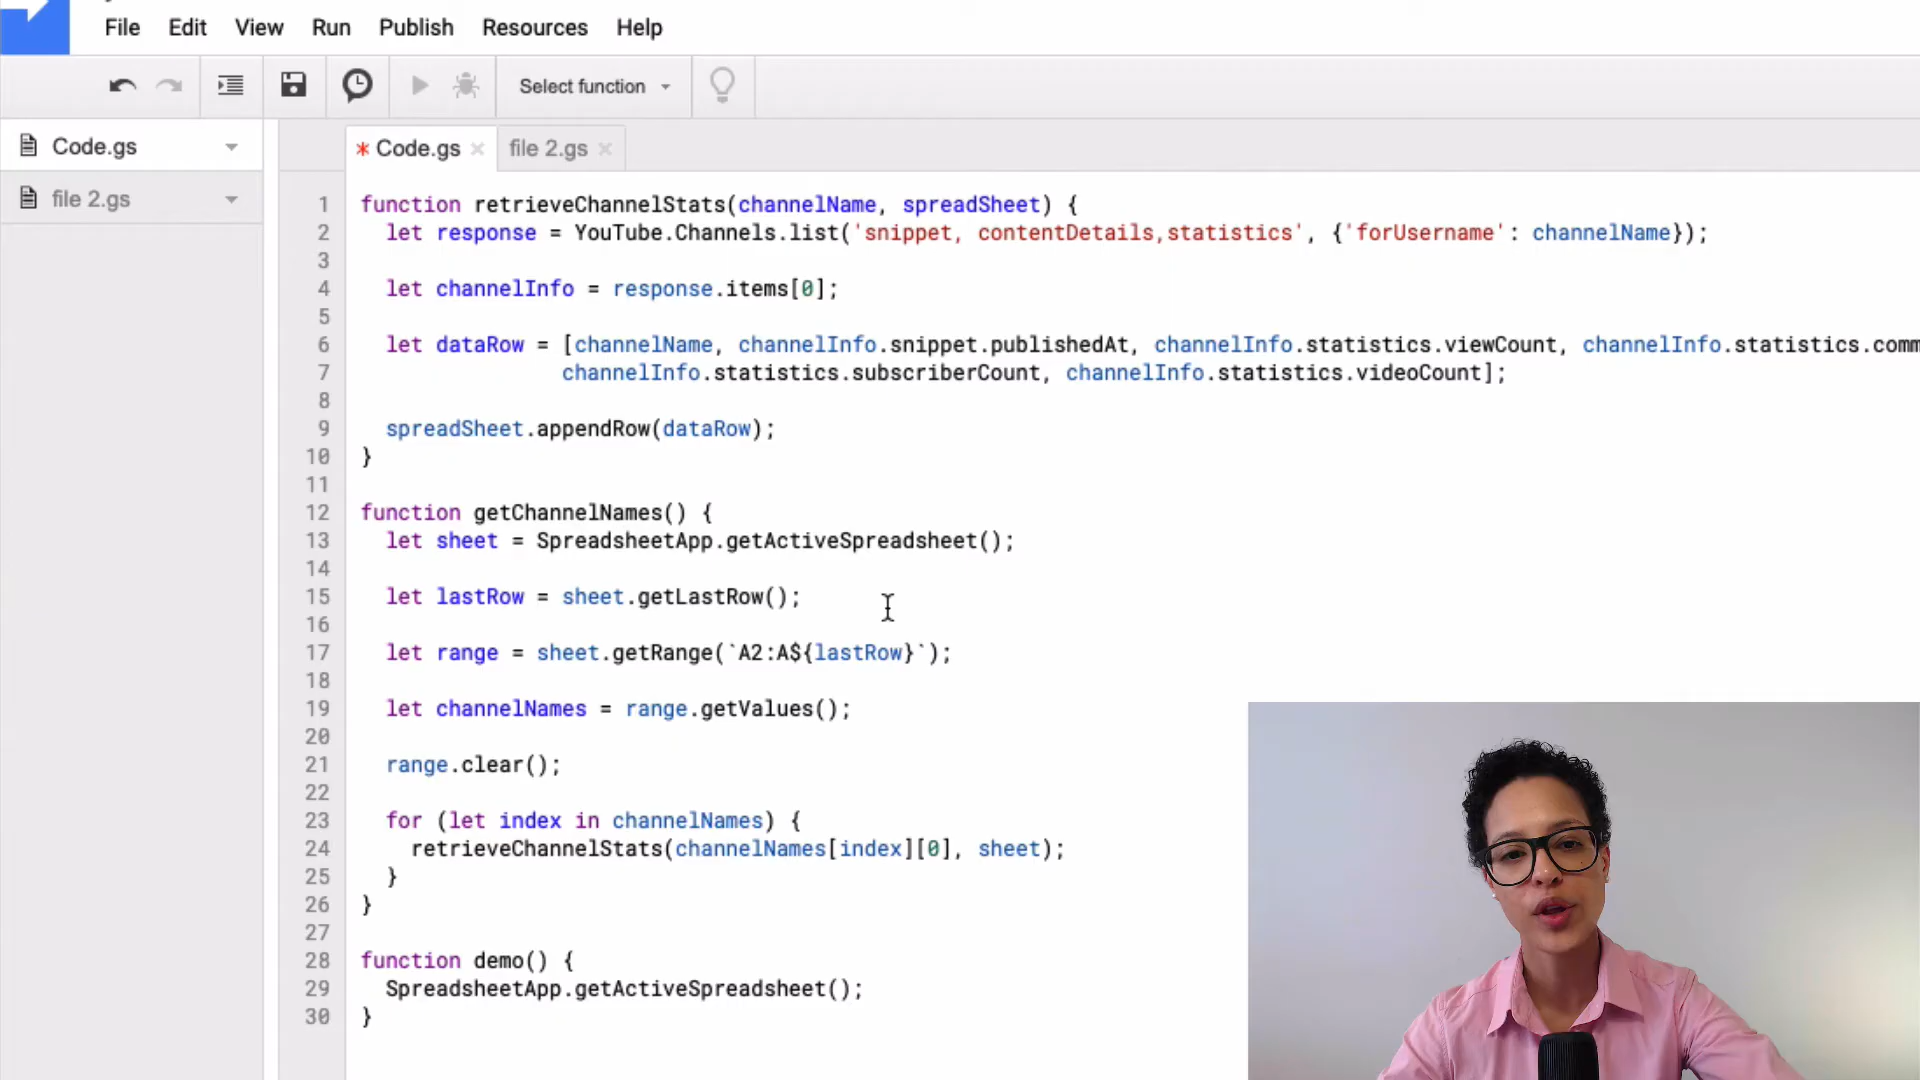 File Edit View Run Publish Resources Help
Select function
Code.gs
file 2.gs
* Code.gs × file 2.gs ×
1 function retrieveChannelStats(channelName, spreadSheet) {
2 let response = YouTube.Channels.list('snippet, contentDetails,statistics', {'forUsername': channelName});
3
4 let channelInfo = response.items[0];
5
6 let dataRow = [channelName, channelInfo.snippet.publishedAt, channelInfo.statistics.viewCount, channelInfo.statistics.comm
7 channelInfo.statistics.subscriberCount, channelInfo.statistics.videoCount];
8
9 spreadSheet.appendRow(dataRow);
10 }
11
12 function getChannelNames() {
13 let sheet = SpreadsheetApp.getActiveSpreadsheet();
14
15 let lastRow = sheet.getLastRow();
16
17 let range = sheet.getRange(`A2:A${lastRow}`);
18
19 let channelNames = range.getValues();
20
21 range.clear();
22
23 for (let index in channelNames) {
24 retrieveChannelStats(channelNames[index][0], sheet);
25 }
26 }
27
28 function demo() {
29 SpreadsheetApp.getActiveSpreadsheet();
30 }